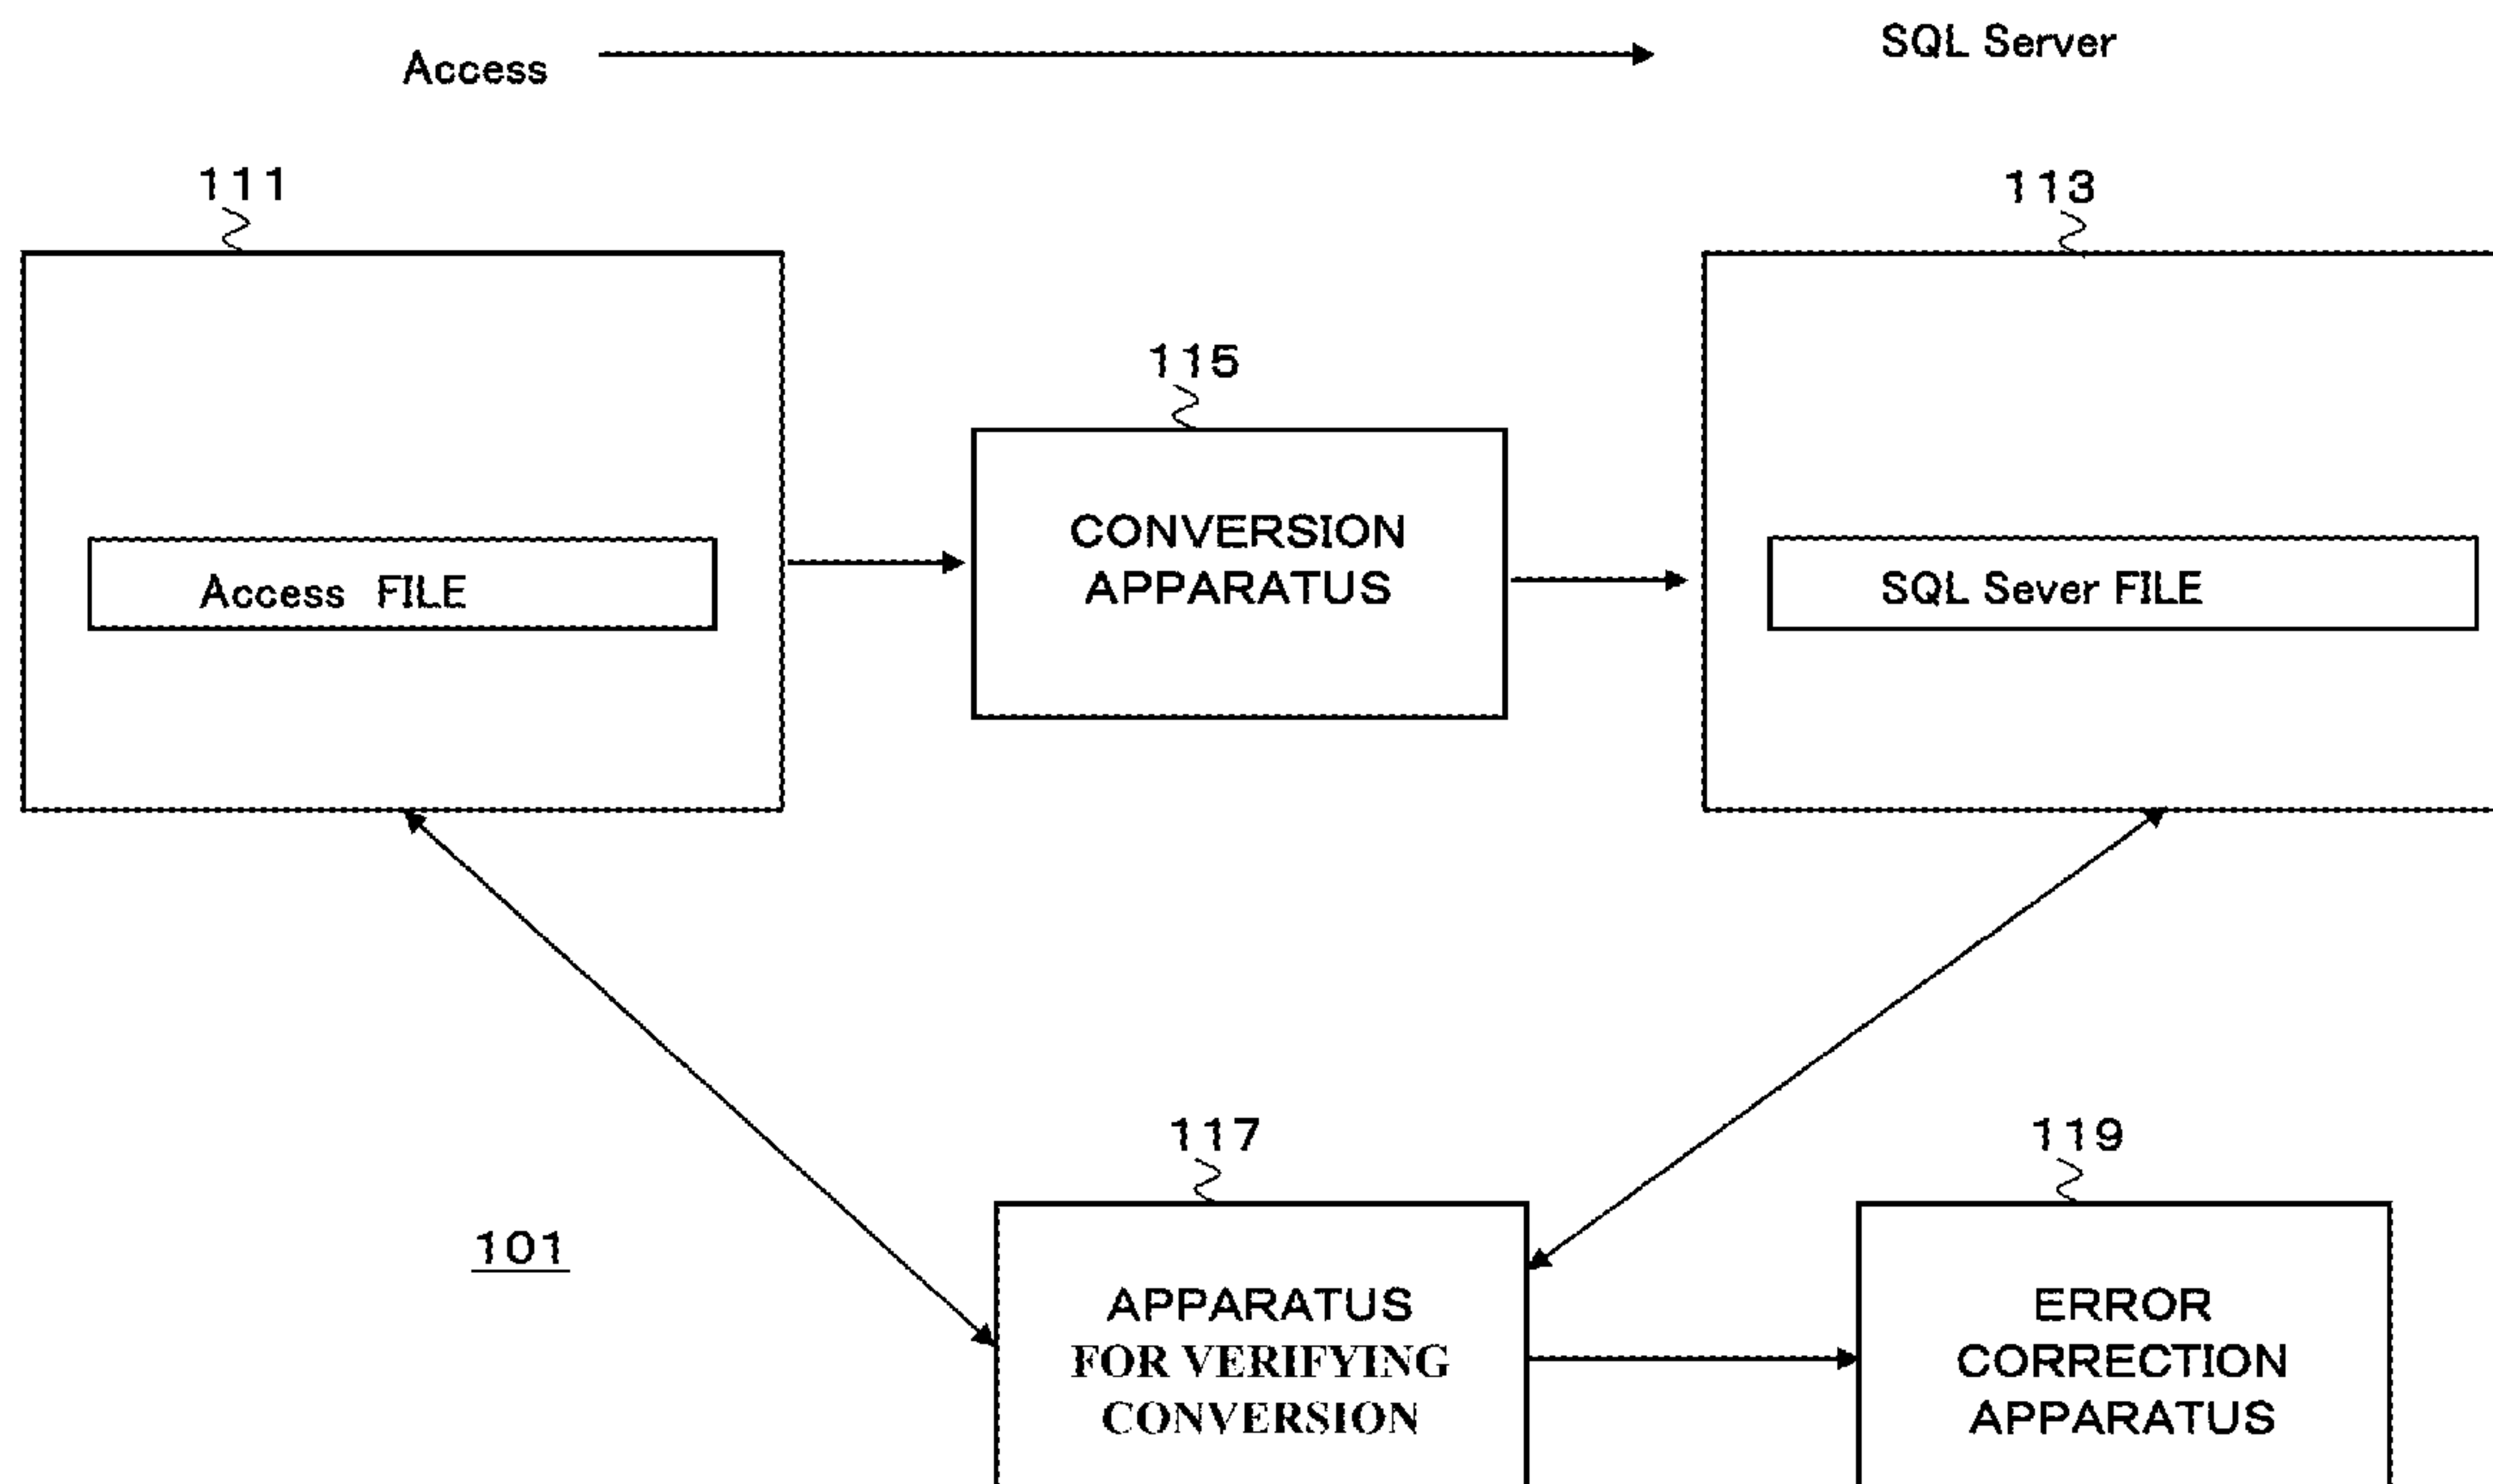 Access
SQL Server
111
113
115
CONVERSION
APPARATUS
Access FILE
SQL Sever FILE
117
119
101
APPARATUS
FOR VERIFYING
CONVERSION
ERROR
CORRECTION
APPARATUS